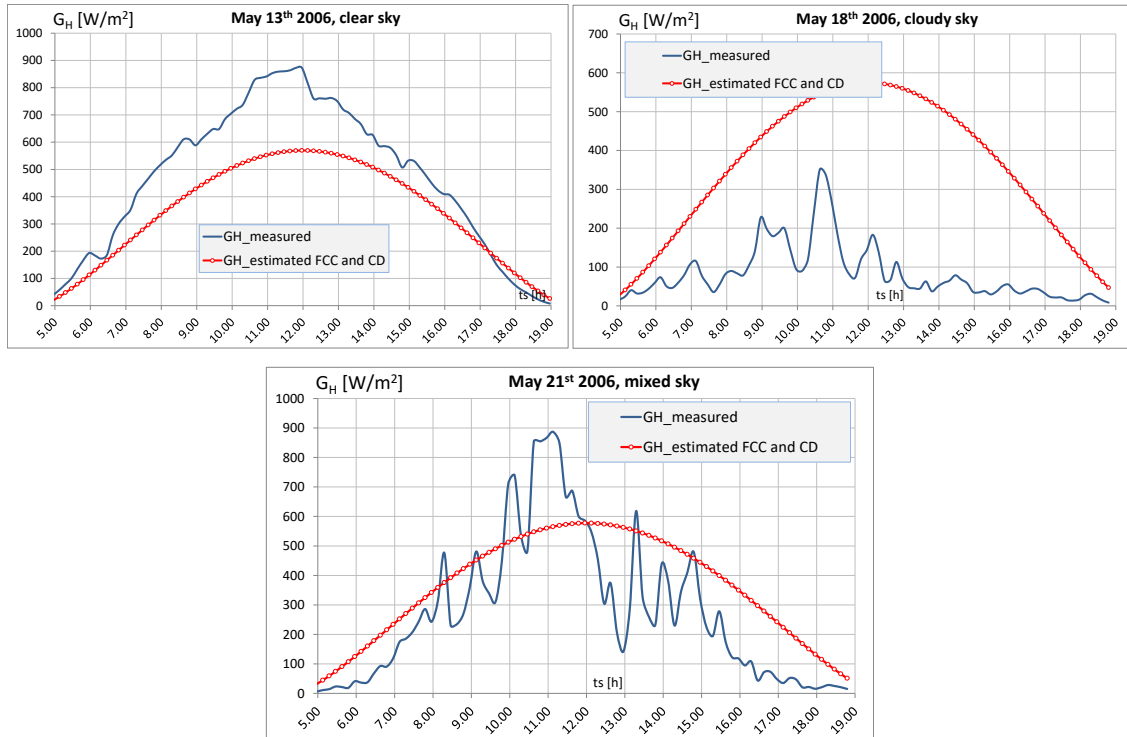 G_H [W/m²]
May 13th 2006, clear sky
1000
900
800
700
600
500
400
300
200
100
0
GH_measured
GH_estimated FCC and CD
ts [h]
5.00 6.00 7.00 8.00 9.00 10.00 11.00 12.00 13.00 14.00 15.00 16.00 17.00 18.00 19.00
G_H [W/m²]
May 18th 2006, cloudy sky
700
600
500
400
300
200
100
0
GH_measured
GH_estimated FCC and CD
ts [h]
5.00 6.00 7.00 8.00 9.00 10.00 11.00 12.00 13.00 14.00 15.00 16.00 17.00 18.00 19.00
G_H [W/m²]
May 21st 2006, mixed sky
1000
900
800
700
600
500
400
300
200
100
0
GH_measured
GH_estimated FCC and CD
ts [h]
5.00 6.00 7.00 8.00 9.00 10.00 11.00 12.00 13.00 14.00 15.00 16.00 17.00 18.00 19.00